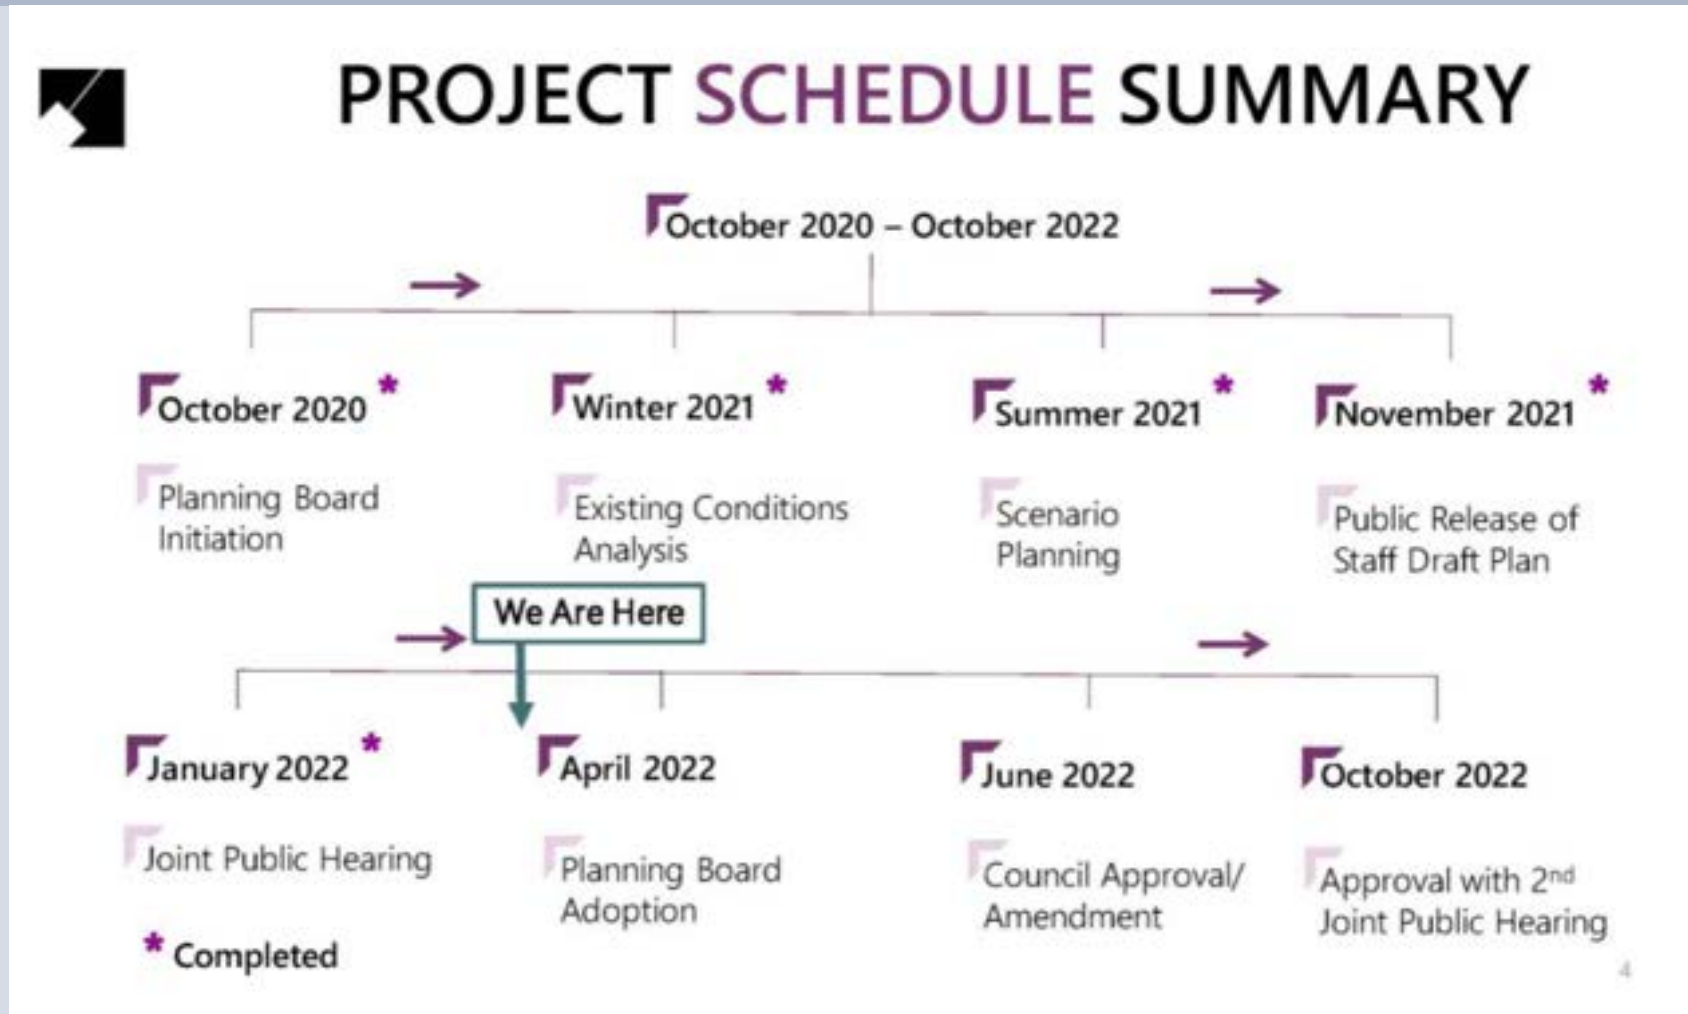 PROJECT SCHEDULE SUMMARY
October 2020 – October 2022
October 2020 *
Winter 2021 *
Summer 2021 *
November 2021 *
Planning Board
Initiation
Existing Conditions
Analysis
Scenario
Planning
Public Release of
Staff Draft Plan
We Are Here
January 2022 *
April 2022
June 2022
October 2022
Joint Public Hearing
Planning Board
Adoption
Council Approval/
Amendment
Approval with 2nd
Joint Public Hearing
* Completed
4